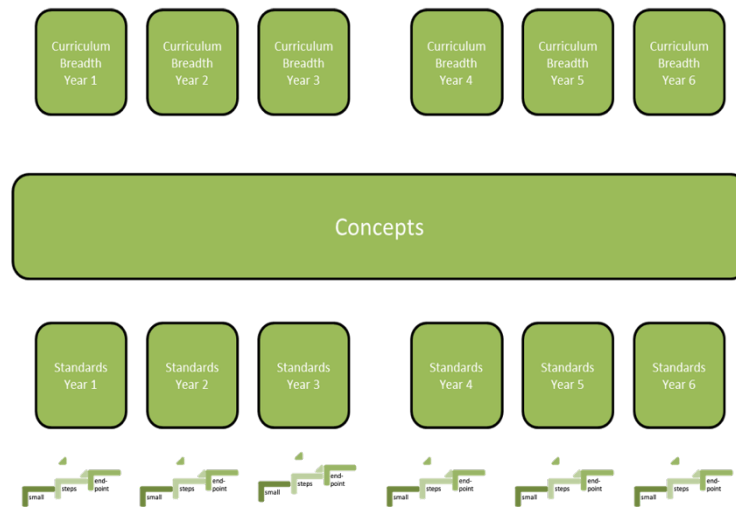 Curriculum
Breadth
Year 1
Curriculum
Breadth
Year 2
Curriculum
Breadth
Year 3
Curriculum
Breadth
Year 4
Curriculum
Breadth
Year 5
Curriculum
Breadth
Year 6
Concepts
Standards
Year 1
Standards
Year 2
Standards
Year 3
Standards
Year 4
Standards
Year 5
Standards
Year 6
small
steps
end-
point
small
steps
end-
point
small
steps
end-
point
small
steps
end-
point
small
steps
end-
point
small
steps
end-
point